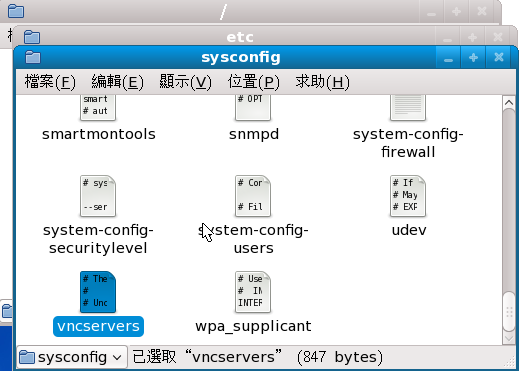 /
etc
sysconfig
檔案(F) 編輯(E) 顯示(V) 位置(P) 求助(H)
smart
# aut
# OPT
smartmontools snmpd system-config-firewall
# sys
--ser
# Cor
# Fil
# If
# May
# EXP
system-config-securitylevel system-config-users udev
# The
#
# Unc
# Use
# IN
INTER
vncservers wpa_supplicant
sysconfig 已選取“vncservers” (847 bytes)